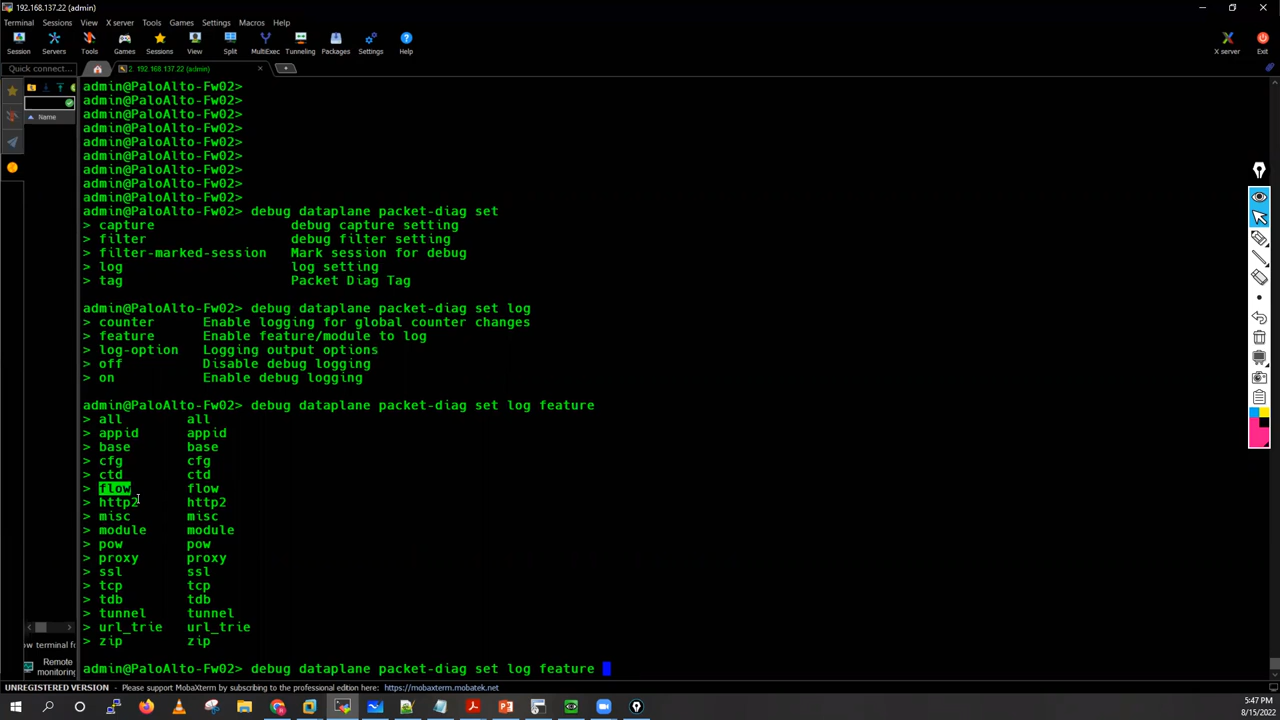 192.168.137.22 (admin)
Terminal Sessions View X server Tools Games Settings Macros Help
Session Servers Tools Games Sessions View Split MultiExec Tunneling Packages Settings Help X server Exit
Quick connect...
2. 192.168.137.22 (admin)
Name
admin@PaloAlto-Fw02>
admin@PaloAlto-Fw02>
admin@PaloAlto-Fw02>
admin@PaloAlto-Fw02>
admin@PaloAlto-Fw02>
admin@PaloAlto-Fw02>
admin@PaloAlto-Fw02>
admin@PaloAlto-Fw02>
admin@PaloAlto-Fw02>
admin@PaloAlto-Fw02> debug dataplane packet-diag set
> capture debug capture setting
> filter debug filter setting
> filter-marked-session Mark session for debug
> log log setting
> tag Packet Diag Tag
admin@PaloAlto-Fw02> debug dataplane packet-diag set log
> counter Enable logging for global counter changes
> feature Enable feature/module to log
> log-option Logging output options
> off Disable debug logging
> on Enable debug logging
admin@PaloAlto-Fw02> debug dataplane packet-diag set log feature
> all all
> appid appid
> base base
> cfg cfg
> ctd ctd
> flow flow
> http2 http2
> misc misc
> module module
> pow pow
> proxy proxy
> ssl ssl
> tcp tcp
> tdb tdb
> tunnel tunnel
> url_trie url_trie
> zip zip
admin@PaloAlto-Fw02> debug dataplane packet-diag set log feature
ow terminal fo
Remote
monitoring
UNREGISTERED VERSION - Please support MobaXterm by subscribing to the professional edition here: https://mobaxterm.mobatek.net
5:47 PM
8/15/2022